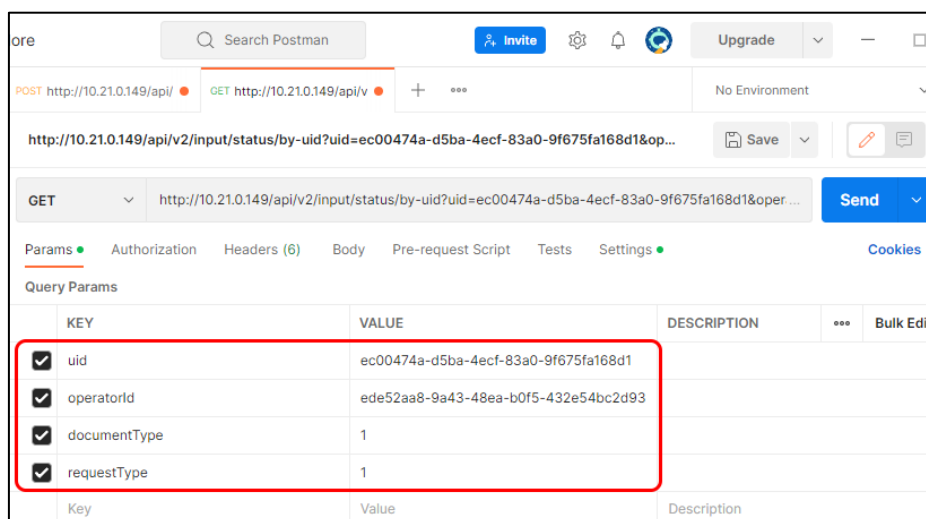 ore Search Postman Invite Upgrade
POST http://10.21.0.149/api/ GET http://10.21.0.149/api/v + ooo No Environment
http://10.21.0.149/api/v2/input/status/by-uid?uid=ec00474a-d5ba-4ecf-83a0-9f675fa168d1&op... Save
GET http://10.21.0.149/api/v2/input/status/by-uid?uid=ec00474a-d5ba-4ecf-83a0-9f675fa168d1&oper... Send
Params Authorization Headers (6) Body Pre-request Script Tests Settings Cookies
Query Params
KEY VALUE DESCRIPTION ooo Bulk Edi
uid ec00474a-d5ba-4ecf-83a0-9f675fa168d1
operatorId ede52aa8-9a43-48ea-b0f5-432e54bc2d93
documentType 1
requestType 1
Key Value Description